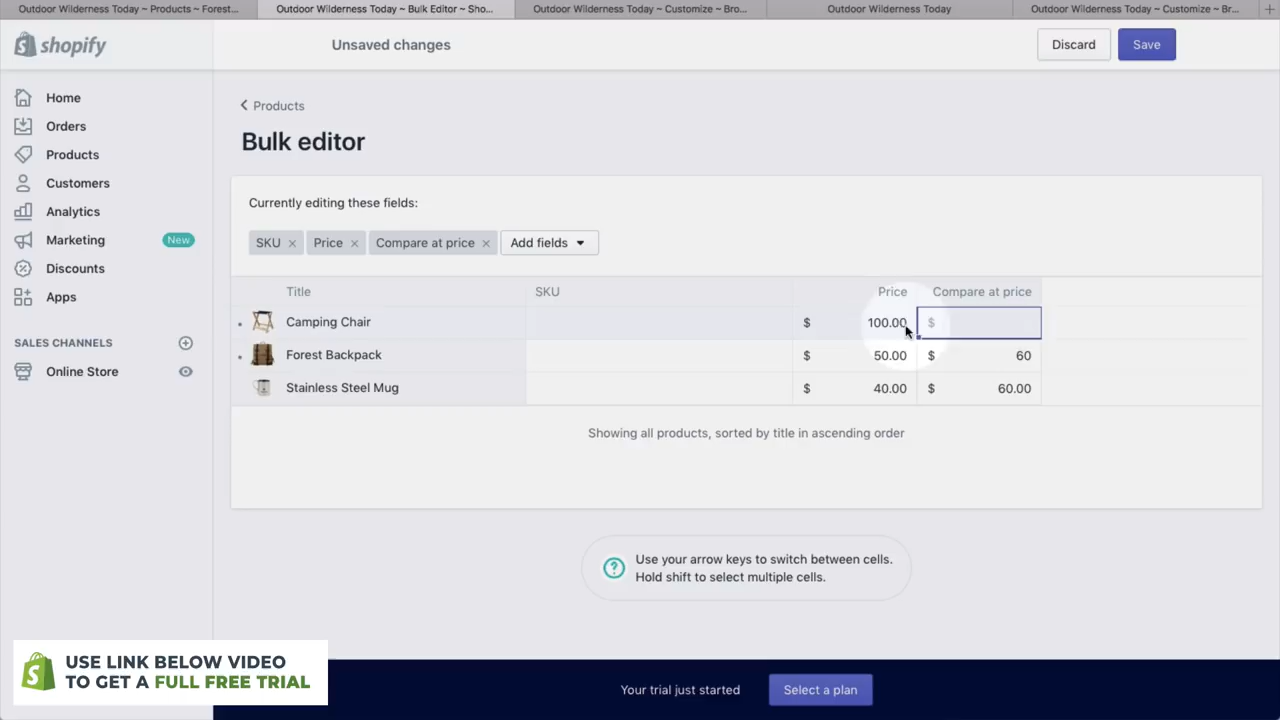 Outdoor Wilderness Today ~ Products ~ Forest...
Outdoor Wilderness Today ~ Bulk Editor ~ Sho...
Outdoor Wilderness Today ~ Customize ~ Bro...
Outdoor Wilderness Today
Outdoor Wilderness Today ~ Customize ~ Br...
shopify
Unsaved changes
Discard
Save
Home
Orders
Products
Customers
Analytics
Marketing New
Discounts
Apps
SALES CHANNELS
Online Store
Products
Bulk editor
Currently editing these fields:
SKU × Price × Compare at price × Add fields
Title SKU Price Compare at price
Camping Chair $ 100.00 $
Forest Backpack $ 50.00 $ 60
Stainless Steel Mug $ 40.00 $ 60.00
Showing all products, sorted by title in ascending order
? Use your arrow keys to switch between cells.
Hold shift to select multiple cells.
USE LINK BELOW VIDEO
TO GET A FULL FREE TRIAL
Your trial just started
Select a plan